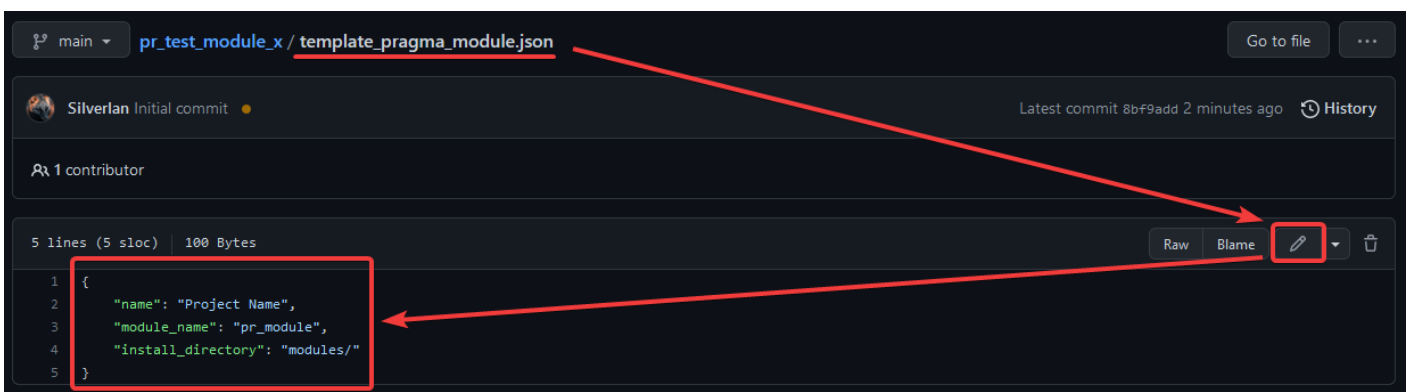 main pr_test_module_x / template_pragma_module.json Go to file ...
Silverlan Initial commit Latest commit 8bf9add 2 minutes ago History
1 contributor
5 lines (5 sloc) 100 Bytes Raw Blame
1 {
2 "name": "Project Name",
3 "module_name": "pr_module",
4 "install_directory": "modules/"
5 }